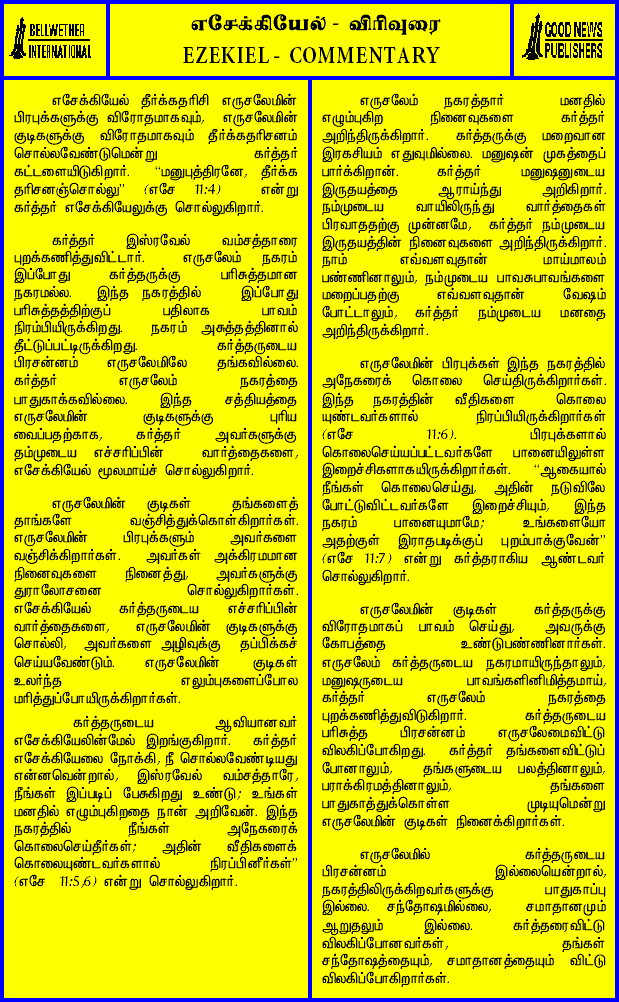 BELLWETHER
INTERNATIONAL
எசேக்கியேல் - விரிவுரை
EZEKIEL - COMMENTARY
GOOD NEWS
PUBLISHERS
எசேக்கியேல் தீர்க்கதரிசி எருசலேமின்
பிரபுக்களுக்கு விரோதமாகவும், எருசலேமின்
குடிகளுக்கு விரோதமாகவும் தீர்க்கதரிசனம்
சொல்லவேண்டுமென்று கர்த்தர்
கட்டளையிடுகிறார். “மனுபுத்திரனே, தீர்க்க
தரிசனஞ்சொல்லு” (எசே 11:4) என்று
கர்த்தர் எசேக்கியேலுக்கு சொல்லுகிறார்.
கர்த்தர் இஸ்ரவேல் வம்சத்தாரை
புறக்கணித்துவிட்டார். எருசலேம் நகரம்
இப்போது கர்த்தருக்கு பரிசுத்தமான
நகரமல்ல. இந்த நகரத்தில் இப்போது
பரிசுத்தத்திற்குப் பதிலாக பாவம்
நிரம்பியிருக்கிறது. நகரம் அசுத்தத்தினால்
தீட்டுப்பட்டிருக்கிறது. கர்த்தருடைய
பிரசன்னம் எருசலேமிலே தங்கவில்லை.
கர்த்தர் எருசலேம் நகரத்தை
பாதுகாக்கவில்லை. இந்த சத்தியத்தை
எருசலேமின் குடிகளுக்கு புரிய
வைப்பதற்காக, கர்த்தர் அவர்களுக்கு
தம்முடைய எச்சரிப்பின் வார்த்தைகளை,
எசேக்கியேல் மூலமாய்ச் சொல்லுகிறார்.
எருசலேமின் குடிகள் தங்களைத்
தாங்களே வஞ்சித்துக்கொள்கிறார்கள்.
எருசலேமின் பிரபுக்களும் அவர்களை
வஞ்சிக்கிறார்கள். அவர்கள் அக்கிரமமான
நினைவுகளை நினைத்து, அவர்களுக்கு
துராலோசனை சொல்லுகிறார்கள்.
எசேக்கியேல் கர்த்தருடைய எச்சரிப்பின்
வார்த்தைகளை, எருசலேமின் குடிகளுக்கு
சொல்லி, அவர்களை அழிவுக்கு தப்பிக்கச்
செய்யவேண்டும். எருசலேமின் குடிகள்
உலர்ந்த எலும்புகளைப்போல
மரித்துப்போயிருக்கிறார்கள்.
கர்த்தருடைய ஆவியானவர்
எசேக்கியேலின்மேல் இறங்குகிறார். கர்த்தர்
எசேக்கியேலை நோக்கி, நீ சொல்லவேண்டியது
என்னவென்றால், இஸ்ரவேல் வம்சத்தாரே,
நீங்கள் இப்படிப் பேசுகிறது உண்டு; உங்கள்
மனதில் எழும்புகிறதை நான் அறிவேன். இந்த
நகரத்தில் நீங்கள் அநேகரைக்
கொலைசெய்தீர்கள்; அதின் வீதிகளைக்
கொலையுண்டவர்களால் நிரப்பினீர்கள்”
(எசே 11:5,6) என்று சொல்லுகிறார்.
எருசலேம் நகரத்தார் மனதில்
எழும்புகிற நினைவுகளை கர்த்தர்
அறிந்திருக்கிறார். கர்த்தருக்கு மறைவான
இரகசியம் எதுவுமில்லை. மனுஷன் முகத்தைப்
பார்க்கிறான். கர்த்தர் மனுஷனுடைய
இருதயத்தை ஆராய்ந்து அறிகிறார்.
நம்முடைய வாயிலிருந்து வார்த்தைகள்
பிரவாததற்கு முன்னமே, கர்த்தர் நம்முடைய
இருதயத்தின் நினைவுகளை அறிந்திருக்கிறார்.
நாம் எவ்வளவுதான் மாய்மாலம்
பண்ணினாலும், நம்முடைய பாவசுபாவங்களை
மறைப்பதற்கு எவ்வளவுதான் வேஷம்
போட்டாலும், கர்த்தர் நம்முடைய மனதை
அறிந்திருக்கிறார்.
எருசலேமின் பிரபுக்கள் இந்த நகரத்தில்
அநேகரைக் கொலை செய்திருக்கிறார்கள்.
இந்த நகரத்தின் வீதிகளை கொலை
யுண்டவர்களால் நிரப்பியிருக்கிறார்கள்
(எசே 11:6). பிரபுக்களால்
கொலைசெய்யப்பட்டவர்களே பானையிலுள்ள
இறைச்சிகளாகயிருக்கிறார்கள். “ஆகையால்
நீங்கள் கொலைசெய்து, அதின் நடுவிலே
போட்டுவிட்டவர்களே இறைச்சியும், இந்த
நகரம் பானையுமாமே; உங்களையோ
அதற்குள் இராதபடிக்குப் புறம்பாக்குவேன்”
(எசே 11:7) என்று கர்த்தராகிய ஆண்டவர்
சொல்லுகிறார்.
எருசலேமின் குடிகள் கர்த்தருக்கு
விரோதமாகப் பாவம் செய்து, அவருக்கு
கோபத்தை உண்டுபண்ணினார்கள்.
எருசலேம் கர்த்தருடைய நகரமாயிருந்தாலும்,
மனுஷருடைய பாவங்களினிமித்தமாய்,
கர்த்தர் எருசலேம் நகரத்தை
புறக்கணித்துவிடுகிறார். கர்த்தருடைய
பரிசுத்த பிரசன்னம் எருசலேமைவிட்டு
விலகிப்போகிறது. கர்த்தர் தங்களைவிட்டுப்
போனாலும், தங்களுடைய பலத்தினாலும்,
பராக்கிரமத்தினாலும், தங்களை
பாதுகாத்துக்கொள்ள முடியுமென்று
எருசலேமின் குடிகள் நினைக்கிறார்கள்.
எருசலேமில் கர்த்தருடைய
பிரசன்னம் இல்லையென்றால்,
நகரத்திலிருக்கிறவர்களுக்கு பாதுகாப்பு
இல்லை. சந்தோஷமில்லை, சமாதானமும்
ஆறுதலும் இல்லை. கர்த்தரைவிட்டு
விலகிப்போனவர்கள், தங்கள்
சந்தோஷத்தையும், சமாதானத்தையும் விட்டு
விலகிப்போகிறார்கள்.